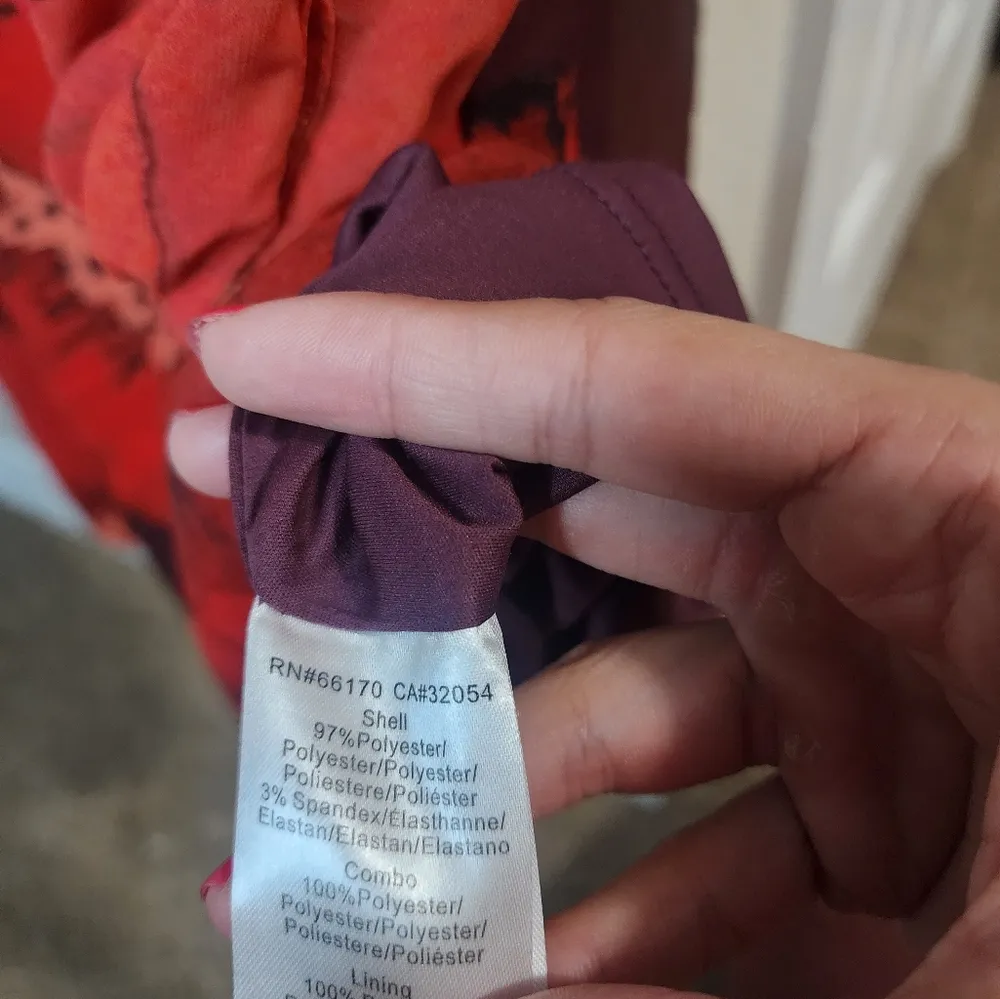 RN#66170 CA#32054
Shell
97%Polyester/
Polyester/Polyester/
Poliestere/Poliéster
3% Spandex/Élasthanne/
Elastan/Elastan/Elastano
Combo
100%Polyester/
Polyester/Polyester/
Poliestere/Poliéster
Lining
100%